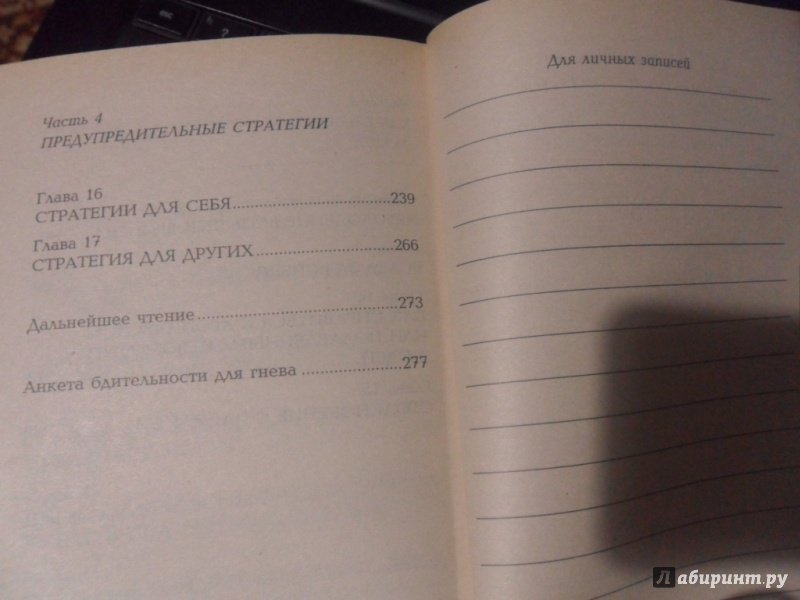 Часть 4
ПРЕДУПРЕДИТЕЛЬНЫЕ СТРАТЕГИИ
Глава 16
СТРАТЕГИИ ДЛЯ СЕБЯ..............................239
Глава 17
СТРАТЕГИЯ ДЛЯ ДРУГИХ.........................266
Дальнейшее чтение....................................273
Анкета бдительности для гнева....................277
Для личных записей
esc
?
Лабиринт.ру